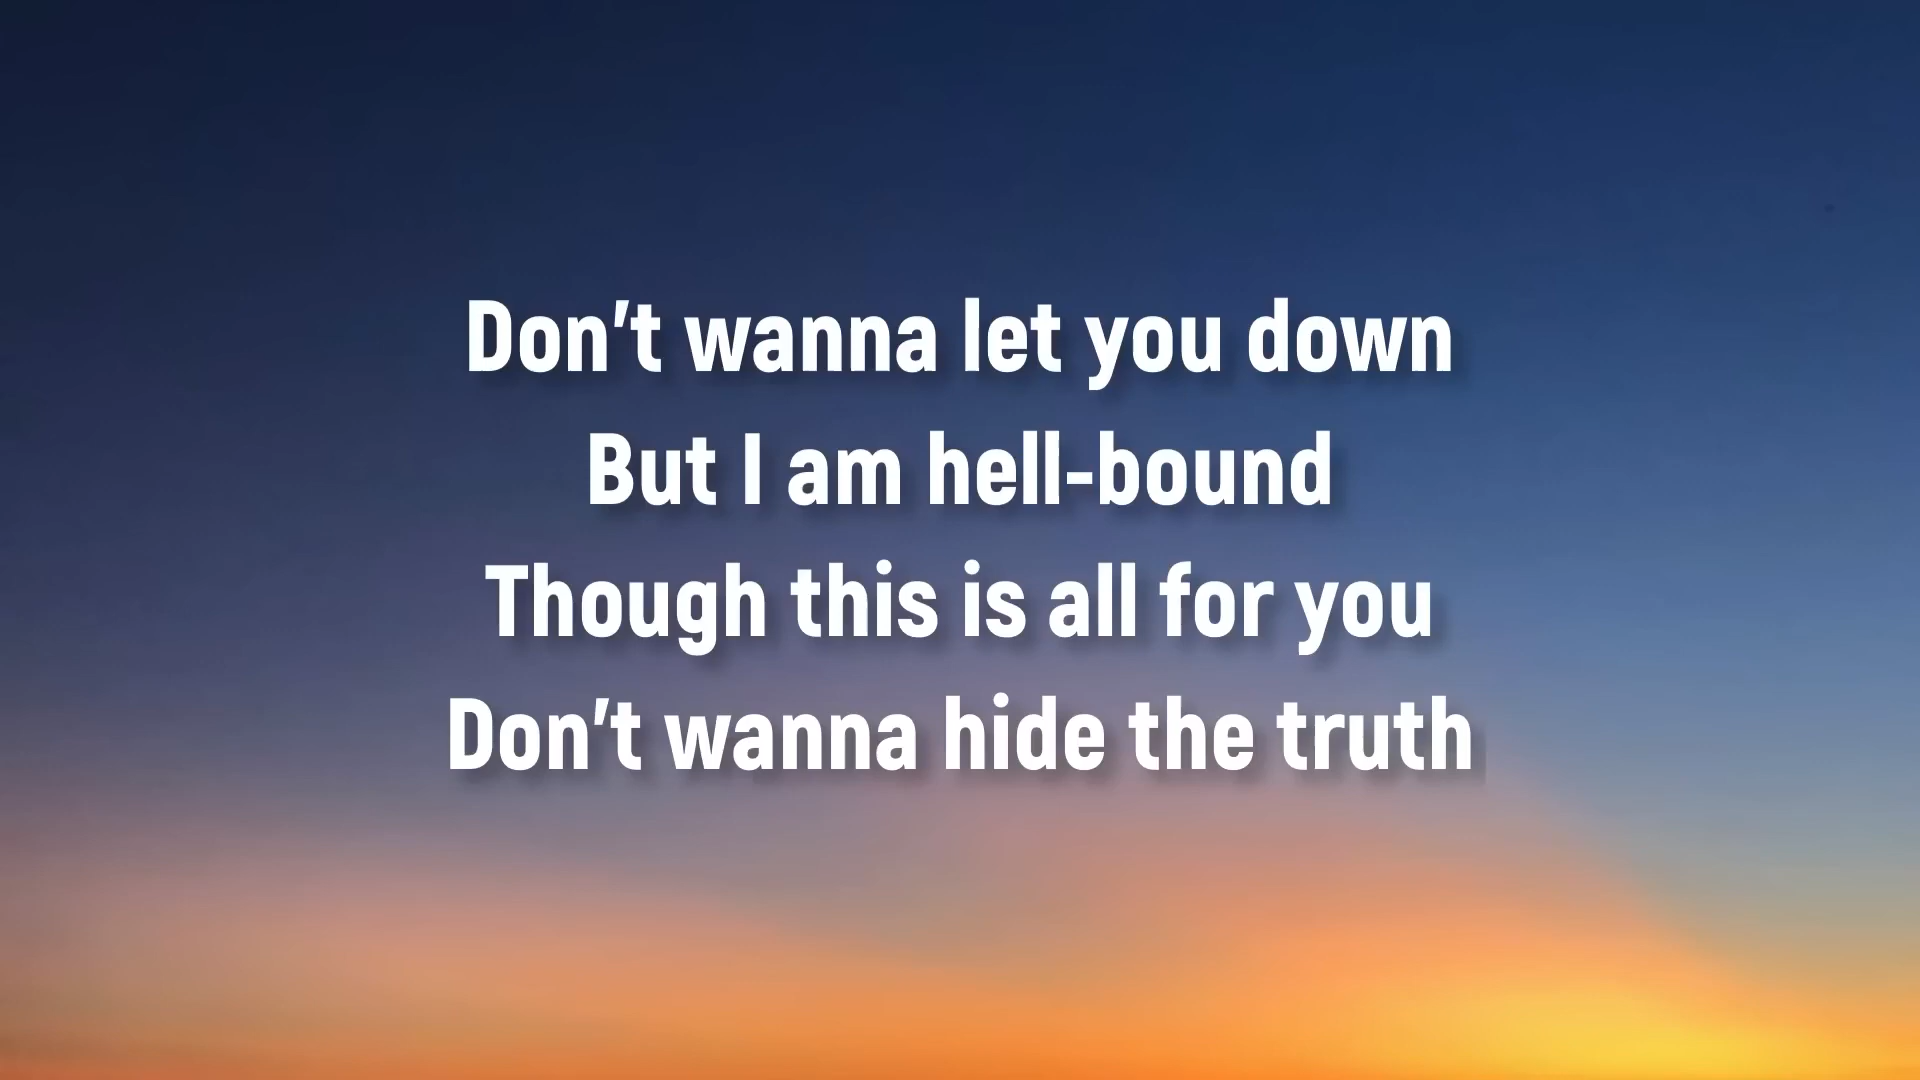 Don't wanna let you down
But I am hell-bound
Though this is all for you
Don't wanna hide the truth